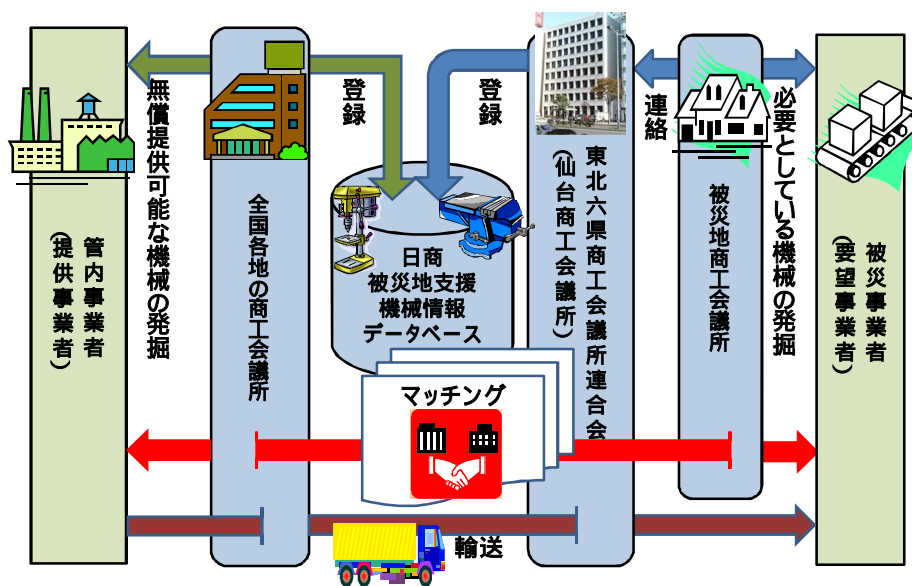 管内事業者
(提供事業者)
無償提供可能な機械の発掘
全国各地の商工会議所
登録
登録
日商
被災地支援
機械情報
データベース
マッチング
東北六県商工会議所連合会
(仙台商工会議所)
連絡
被災地商工会議所
必要としている機械の発掘
被災事業者
(要望事業者)
輸送